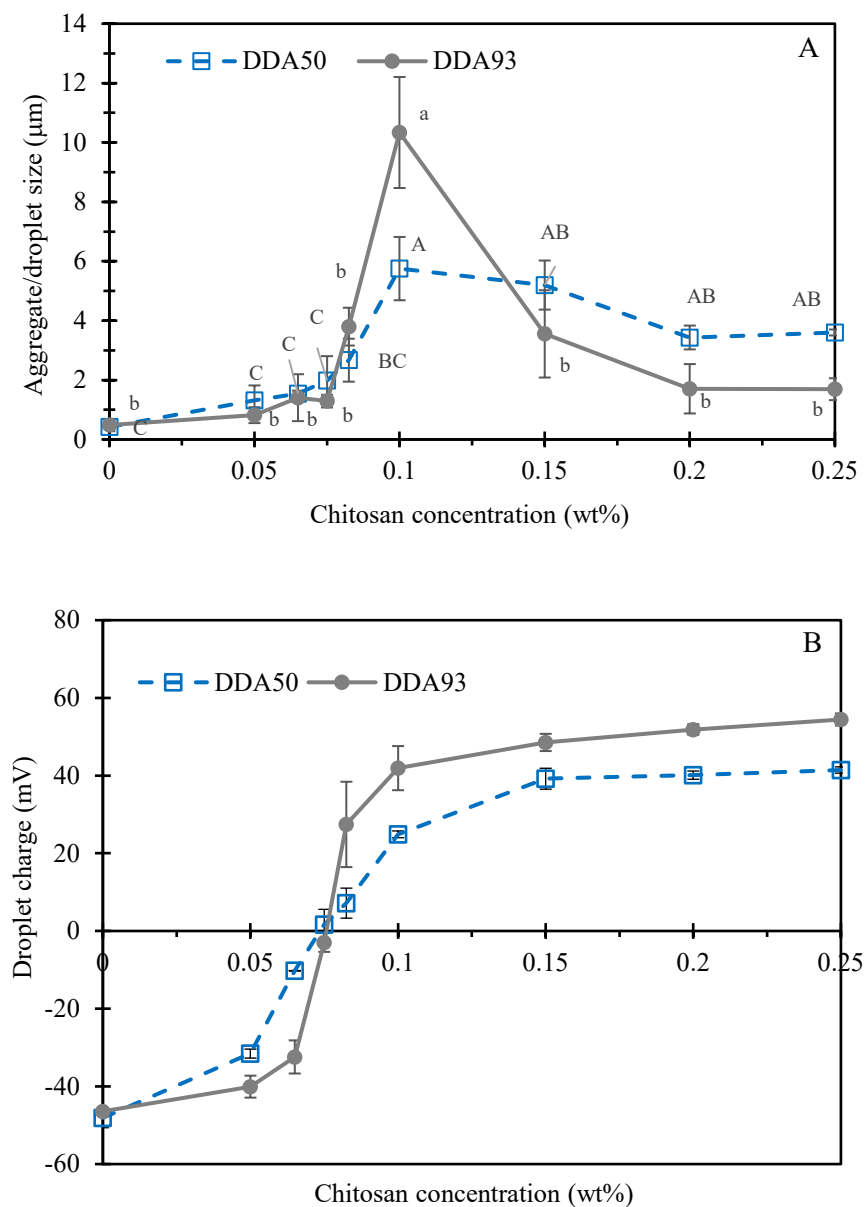 A
DDA50 DDA93
14
12
10
8
6
4
2
0
Aggregate/droplet size (µm)
a
A
AB
AB
AB
b
C
C
C
BC
b
b
b
b
b
C
b
b
b
0 0.05 0.1 0.15 0.2 0.25
Chitosan concentration (wt%)
B
DDA50 DDA93
80
60
40
20
0
-20
-40
-60
Droplet charge (mV)
0 0.05 0.1 0.15 0.2 0.25
Chitosan concentration (wt%)